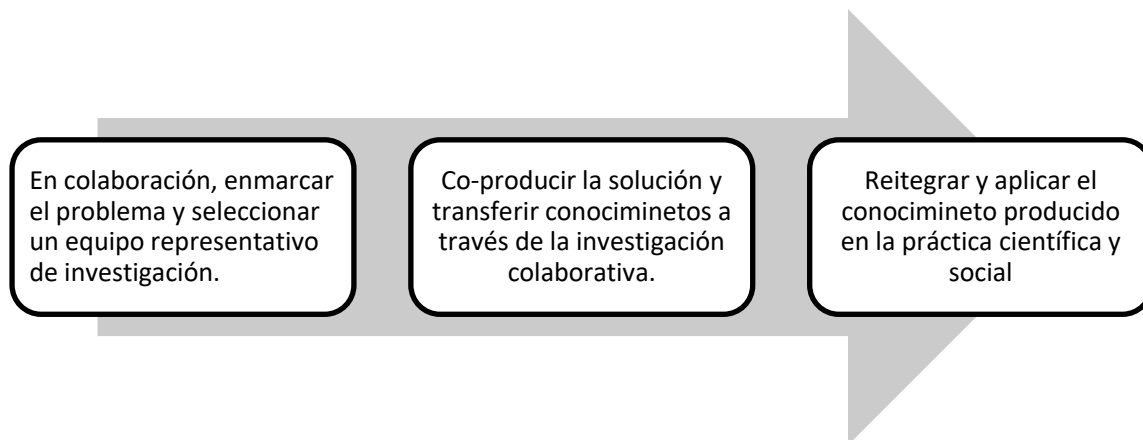 En colaboración, enmarcar
el problema y seleccionar
un equipo representativo
de investigación.
Co-producir la solución y
transferir conociminetos a
través de la investigación
colaborativa.
Reitegrar y aplicar el
conocimineto producido
en la práctica científica y
social